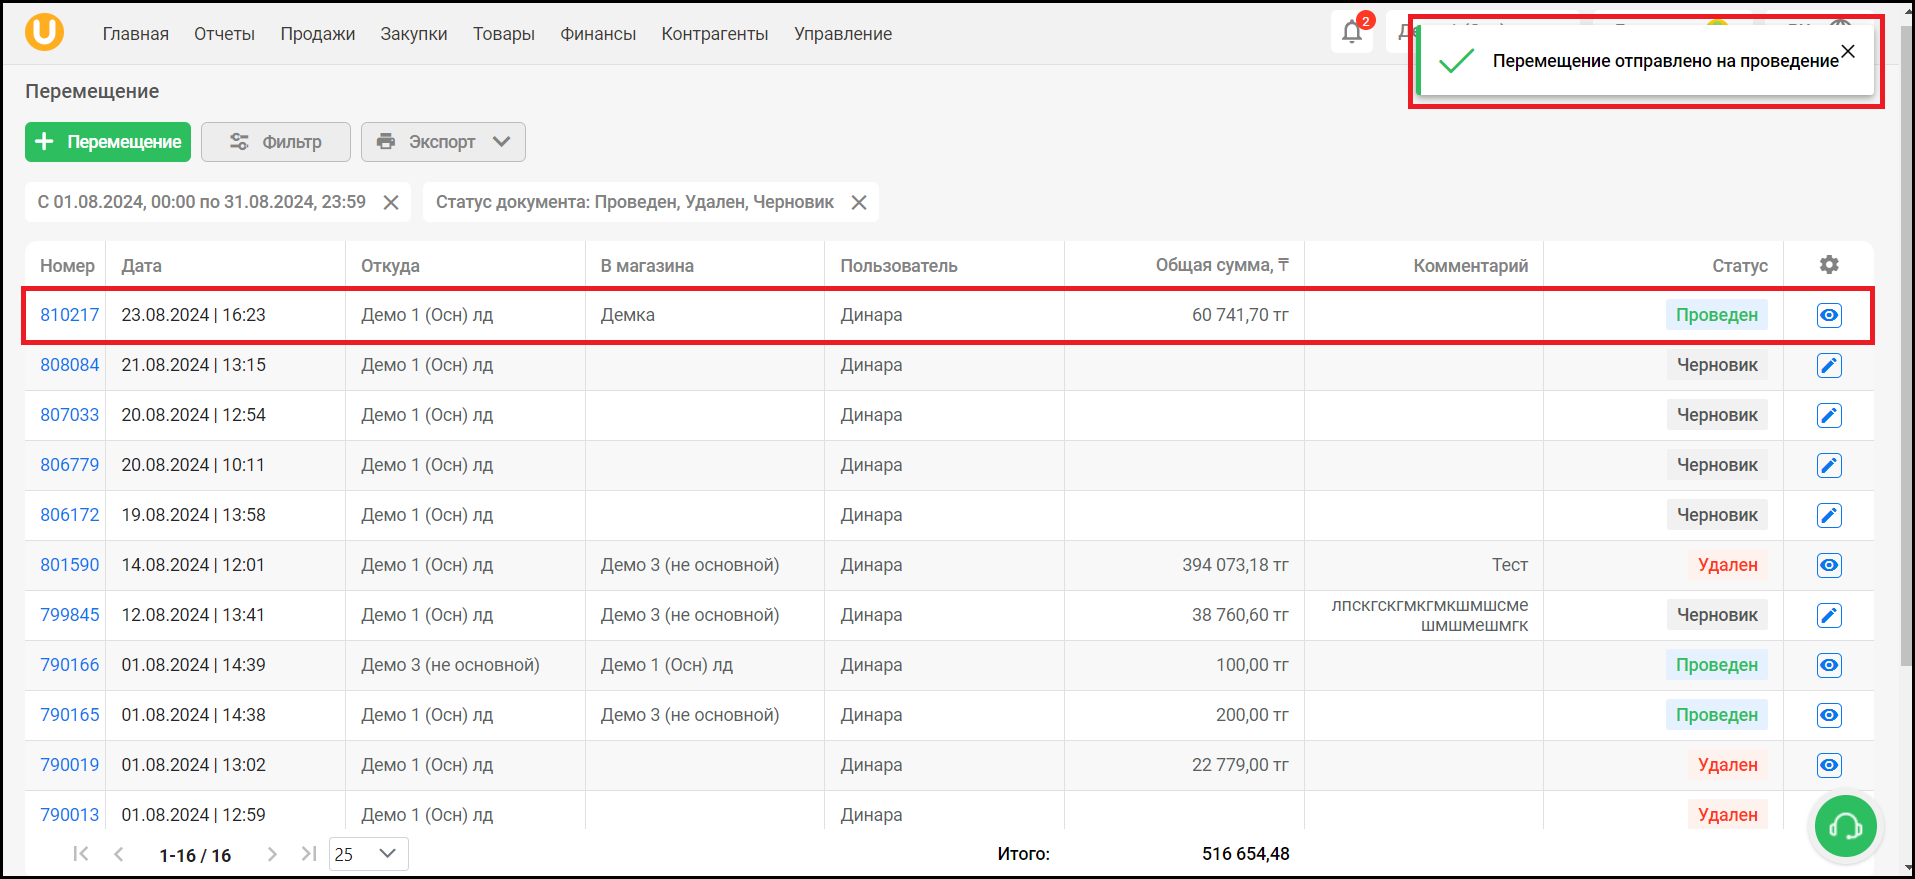 Главная Отчеты Продажи Закупки Товары Финансы Контрагенты Управление 2
Перемещение отправлено на проведение
Перемещение
Перемещение Фильтр Экспорт
С 01.08.2024, 00:00 по 31.08.2024, 23:59 Статус документа: Проведен, Удален, Черновик
Номер Дата Откуда В магазина Пользователь Общая сумма, ₸ Комментарий Статус
810217 23.08.2024 | 16:23 Демо 1 (Осн) лд Демка Динара 60 741,70 тг Проведен
808084 21.08.2024 | 13:15 Демо 1 (Осн) лд Динара Черновик
807033 20.08.2024 | 12:54 Демо 1 (Осн) лд Динара Черновик
806779 20.08.2024 | 10:11 Демо 1 (Осн) лд Динара Черновик
806172 19.08.2024 | 13:58 Демо 1 (Осн) лд Динара Черновик
801590 14.08.2024 | 12:01 Демо 1 (Осн) лд Демо 3 (не основной) Динара 394 073,18 тг Тест Удален
799845 12.08.2024 | 13:41 Демо 1 (Осн) лд Демо 3 (не основной) Динара 38 760,60 тг лпскгскгмкгмкшмшсме Черновик
шмшмешмгк
790166 01.08.2024 | 14:39 Демо 3 (не основной) Демо 1 (Осн) лд Динара 100,00 тг Проведен
790165 01.08.2024 | 14:38 Демо 1 (Осн) лд Демо 3 (не основной) Динара 200,00 тг Проведен
790019 01.08.2024 | 13:02 Демо 1 (Осн) лд Динара 22 779,00 тг Удален
790013 01.08.2024 | 12:59 Демо 1 (Осн) лд Динара Удален
1-16 / 16 25 Итого: 516 654,48